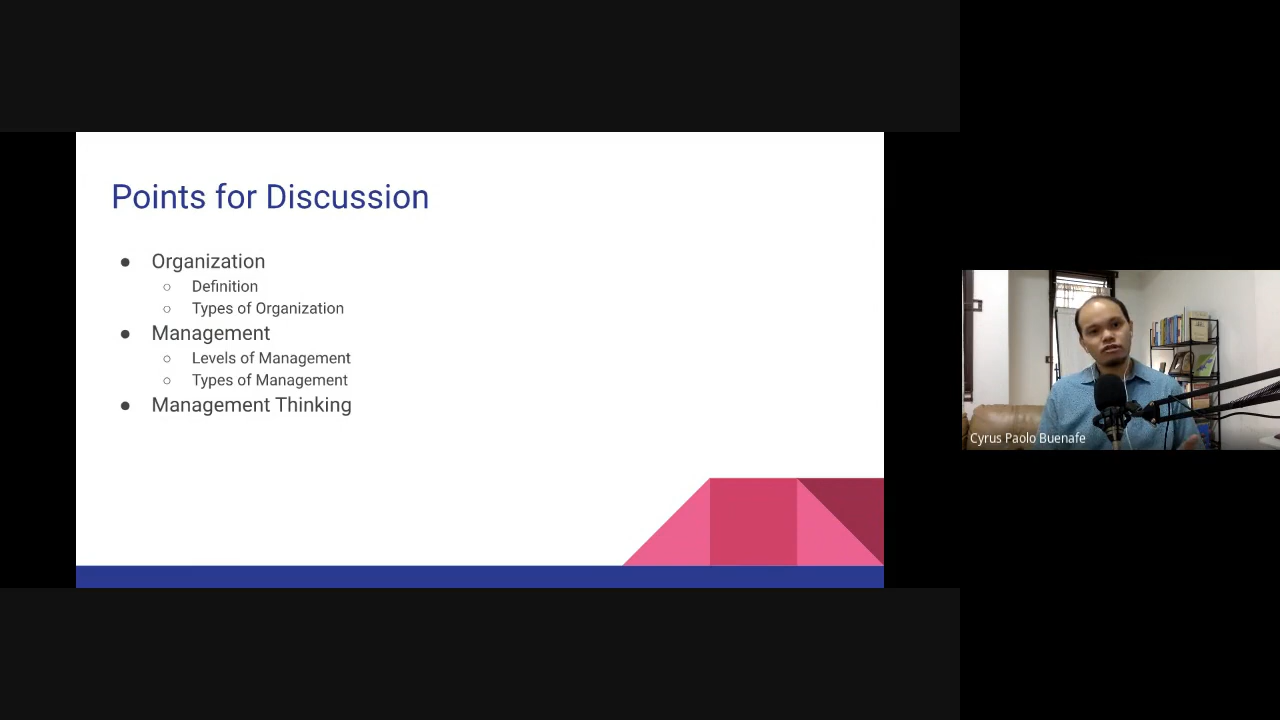 Points for Discussion
● Organization
○ Definition
○ Types of Organization
● Management
○ Levels of Management
○ Types of Management
● Management Thinking
Cyrus Paolo Buenafe